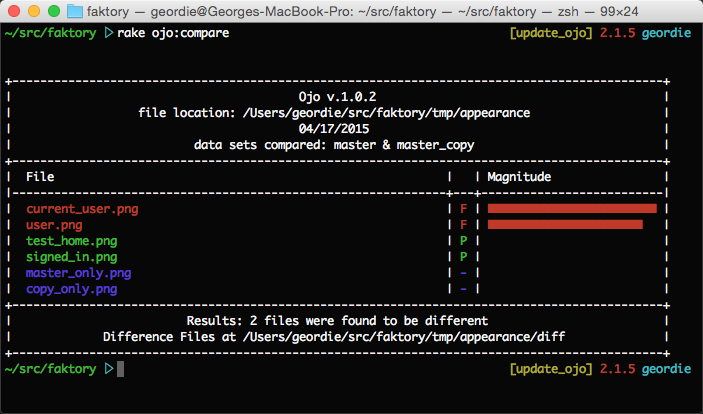 faktory — geordie@Georges-MacBook-Pro: ~/src/faktory — ~/src/faktory — zsh — 99×24
~/src/faktory ▷rake ojo:compare [update_ojo] 2.1.5 geordie
Ojo v.1.0.2
file location: /Users/geordie/src/faktory/tmp/appearance
04/17/2015
data sets compared: master & master_copy
File | | Magnitude
current_user.png | F |
user.png | F |
test_home.png | P |
signed_in.png | P |
master_only.png | - |
copy_only.png | - |
Results: 2 files were found to be different
Difference Files at /Users/geordie/src/faktory/tmp/appearance/diff
~/src/faktory ▷ [update_ojo] 2.1.5 geordie